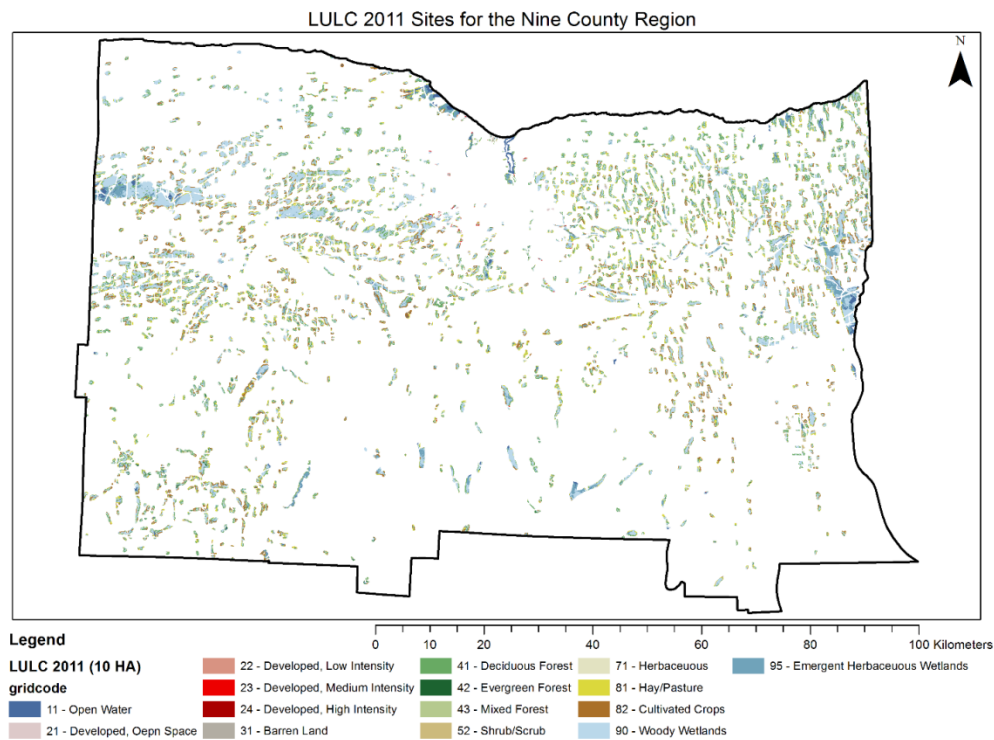 LULC 2011 Sites for the Nine County Region
N
Legend
0 10 20 40 60 80 100 Kilometers
LULC 2011 (10 HA)
gridcode
11 - Open Water
21 - Developed, Oepn Space
22 - Developed, Low Intensity
23 - Developed, Medium Intensity
24 - Developed, High Intensity
31 - Barren Land
41 - Deciduous Forest
42 - Evergreen Forest
43 - Mixed Forest
52 - Shrub/Scrub
71 - Herbaceuous
81 - Hay/Pasture
82 - Cultivated Crops
90 - Woody Wetlands
95 - Emergent Herbaceuous Wetlands